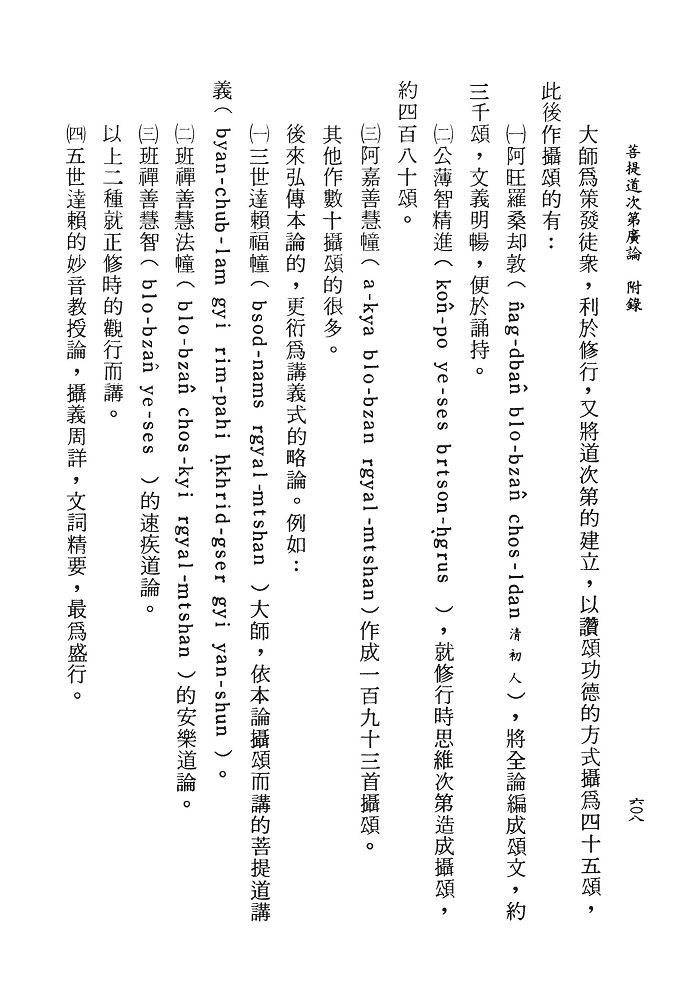 菩提道次第廣論　附錄
六〇八
大師爲策發徒衆，利於修行，又將道次第的建立，以讚頌功德的方式攝爲四十五頌，
此後作攝頌的有：
㈠阿旺羅桑却敦（ n̂ag-dban̂ blo-bzan̂ chos-ldan 清初人），將全論編成頌文，約
三千頌，文義明暢，便於誦持。
㈡公薄智精進（ kon̂-po ye-ses brtson-ḥgrus ），就修行時思維次第造成攝頌，
約四百八十頌。
㈢阿嘉善慧幢（ a-kya blo-bzan rgyal-mtshan）作成一百九十三首攝頌。
其他作數十攝頌的很多。
後來弘傳本論的，更衍爲講義式的略論。例如：
㈠三世達賴福幢（ bsod-nams rgyal-mtshan ）大師，依本論攝頌而講的菩提道講
義（ byan-chub-lam gyi rim-pahi ḥkhrid-gser gyi yan-shun ）。
㈡班禪善慧法幢（ blo-bzan̂ chos-kyi rgyal-mtshan ）的安樂道論。
㈢班禪善慧智（ blo-bzan̂ ye-ses ）的速疾道論。
以上二種就正修時的觀行而講。
㈣五世達賴的妙音教授論，攝義周詳，文詞精要，最爲盛行。